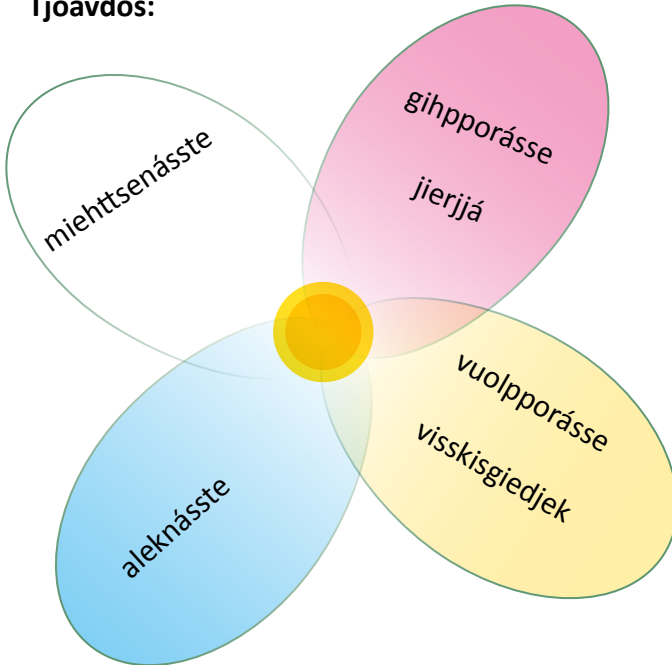 Tjoavdos:
miehttsenásste
gihpporásse
jierjjá
vuolpporásse
visskisgiedjek
aleknásste